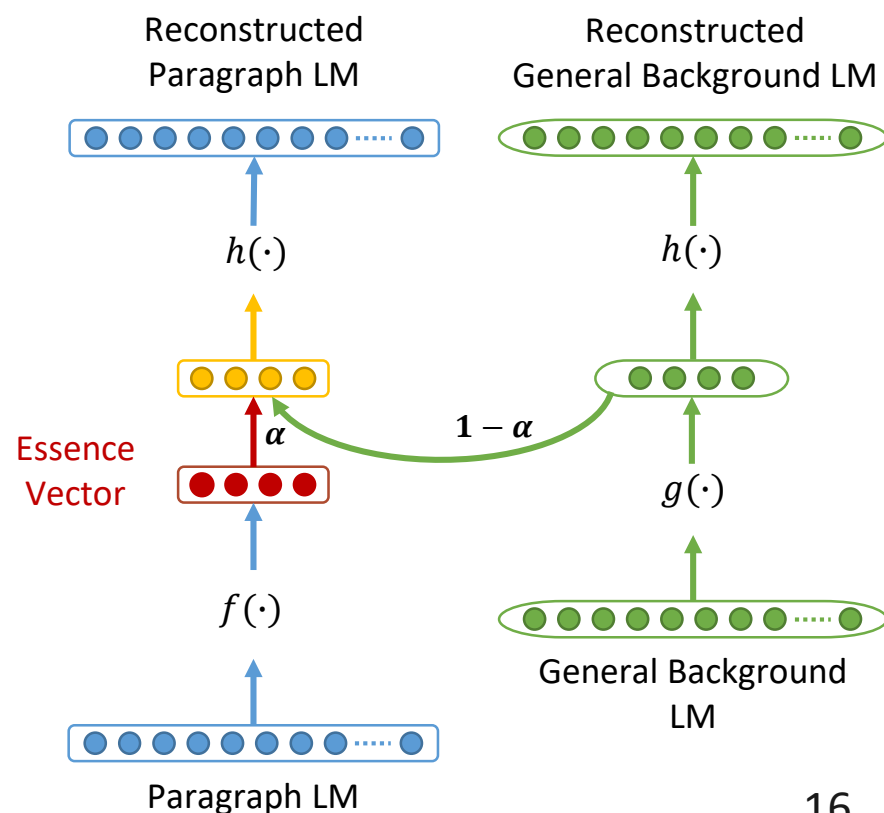 Reconstructed
Paragraph LM
Reconstructed
General Background LM
h(·)
h(·)
α
1 − α
Essence
Vector
g(·)
f(·)
General Background
LM
Paragraph LM
16